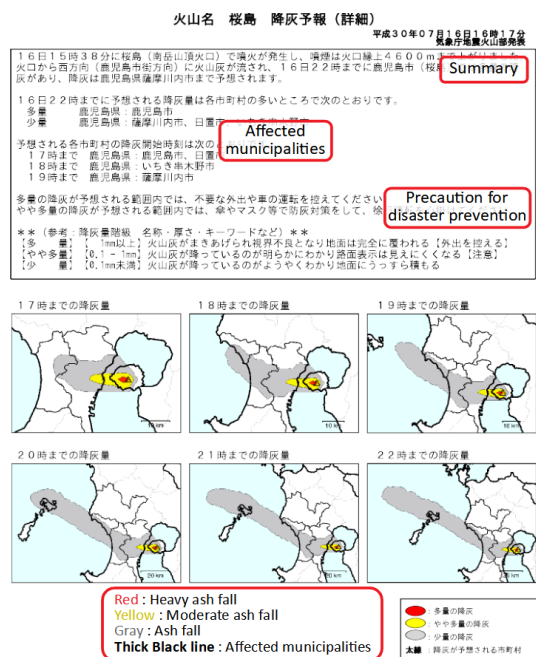 火山名　桜島　降灰予報（詳細）
平成３０年０７月１６日１６時１７分
気象庁地震火山部発表
１６日１５時３８分に桜島（南岳山頂火口）で噴火が発生し、噴煙は火口縁上４６００ｍまで上がりました。
火口から西方向（鹿児島市街方向）に火山灰が流され、１６日２２時までに鹿児島市（桜島
灰があり、降灰は鹿児島県薩摩川内市まで予想されます。
Summary
１６日２２時までに予想される降灰量は各市町村の多いところで次のとおりです。
多量　鹿児島県：鹿児島市
少量　鹿児島県：薩摩川内市、日置市
Affected
municipalities
予想される各市町村の降灰開始時刻は次の
１７時まで　鹿児島県：鹿児島市、日置市
１８時まで　鹿児島県：いちき串木野市
１９時まで　鹿児島県：薩摩川内市
多量の降灰が予想される範囲内では、不要な外出や車の運転を控えてください
やや多量の降灰が予想される範囲内では、傘やマスク等で防灰対策をして、徐
Precaution for
disaster prevention
＊＊（参考：降灰量階級　名称・厚さ・キーワードなど）＊＊
【多　　量】【　1mm以上】火山灰がまきあげられ視界不良となり地面は完全に覆われる【外出を控える】
【やや多量】【0.1 − 1mm】火山灰が降っているのが明らかにわかり路面表示は見えにくくなる【注意】
【少　　量】【 0.1mm未満】火山灰が降っているのがようやくわかり地面にうっすら積もる
１７時までの降灰量
１８時までの降灰量
１９時までの降灰量
10 km
10 km
10 km
２０時までの降灰量
２１時までの降灰量
２２時までの降灰量
20 km
20 km
Red : Heavy ash fall
Yellow : Moderate ash fall
Gray : Ash fall
Thick Black line : Affected municipalities
：多量の降灰
：やや多量の降灰
：少量の降灰
太線 ：降灰が予想される市町村